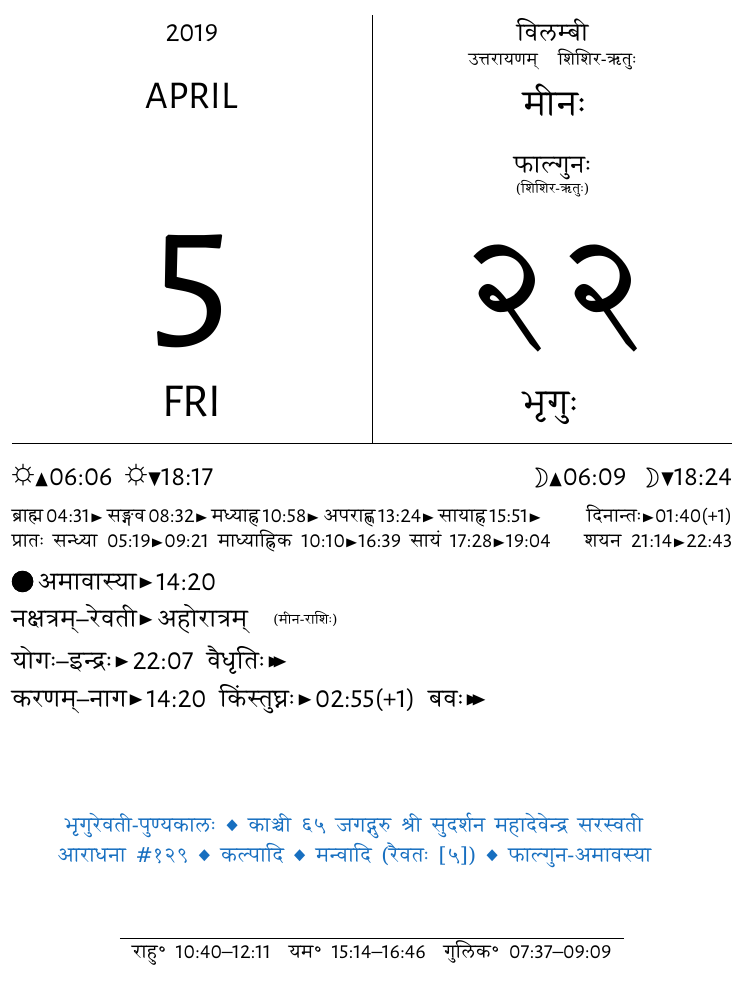 2019
APRIL
5
FRI
विलम्बी
उत्तरायणम् शिशिर-ऋतुः
मीनः
फाल्गुनः
(शिशिर-ऋतुः)
२२
भृगुः
☼▲06:06 ☼▼18:17 ☽▲06:09 ☽▼18:24
ब्राह्म 04:31► सङ्गव 08:32► मध्याह्न 10:58► अपराह्ण 13:24► सायाह्न 15:51► दिनान्तः►01:40(+1)
प्रातः सन्ध्या 05:19►09:21 माध्याह्निक 10:10►16:39 सायं 17:28►19:04 शयन 21:14►22:43
● अमावास्या►14:20
नक्षत्रम्–रेवती► अहोरात्रम् (मीन-राशिः)
योगः–इन्द्रः►22:07 वैधृतिः►►
करणम्–नाग►14:20 किंस्तुघ्नः►02:55(+1) बवः►►
भृगुरेवती-पुण्यकालः ◆ काञ्ची ६५ जगद्गुरु श्री सुदर्शन महादेवेन्द्र सरस्वती
आराधना #१२९ ◆ कल्पादि ◆ मन्वादि (रैवतः [५]) ◆ फाल्गुन-अमावस्या
राहु° 10:40–12:11 यम° 15:14–16:46 गुलिक° 07:37–09:09